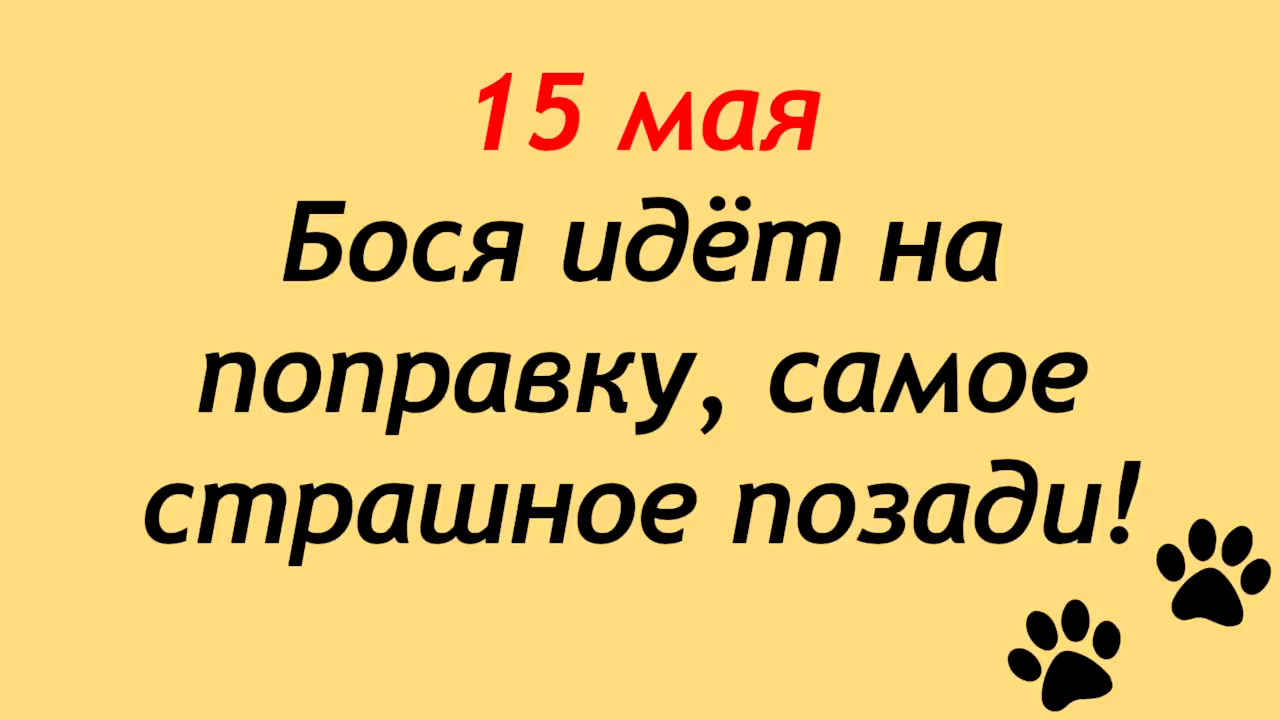 15 мая
Бося идёт на
поправку, самое
страшное позади!